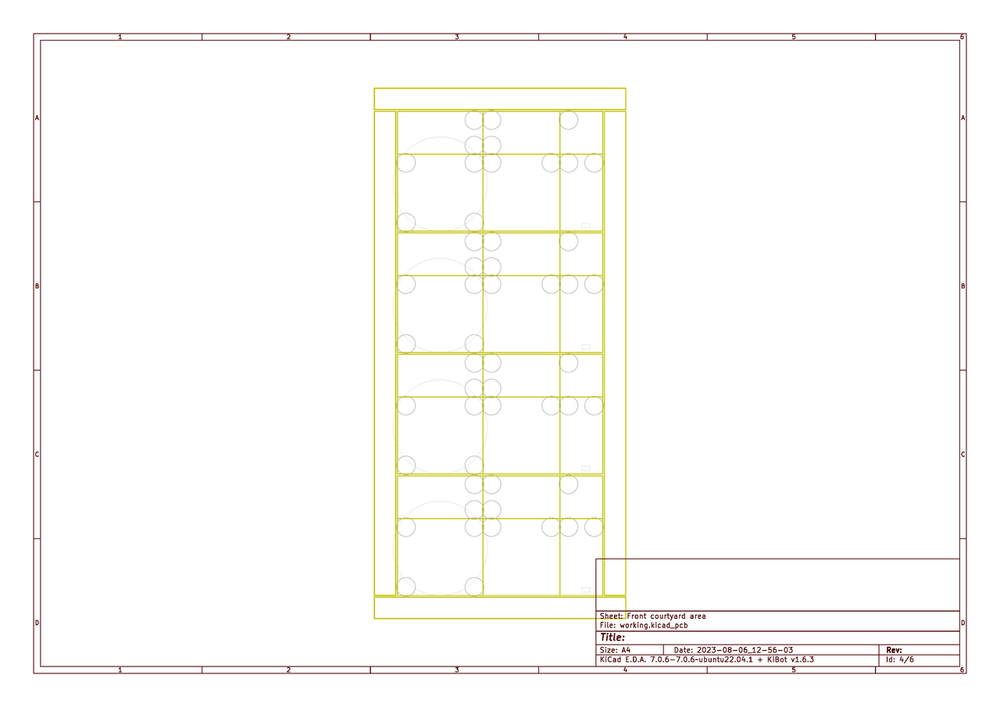 1 2 3 4 5 6
A A
B B
C C
D D
Sheet: Front courtyard area
File: working.kicad_pcb
Title:
Size: A4 Date: 2023-08-06_12-56-03 Rev:
KiCad E.D.A. 7.0.6-7.0.6-ubuntu22.04.1 + KiBot v1.6.3 Id: 4/6
1 2 3 4 5 6